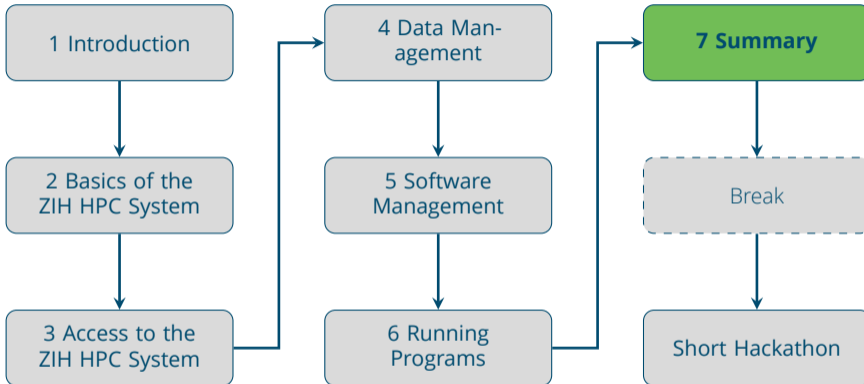 1 Introduction
2 Basics of the
ZIH HPC System
3 Access to the
ZIH HPC System
4 Data Man-
agement
5 Software
Management
6 Running
Programs
7 Summary
Break
Short Hackathon